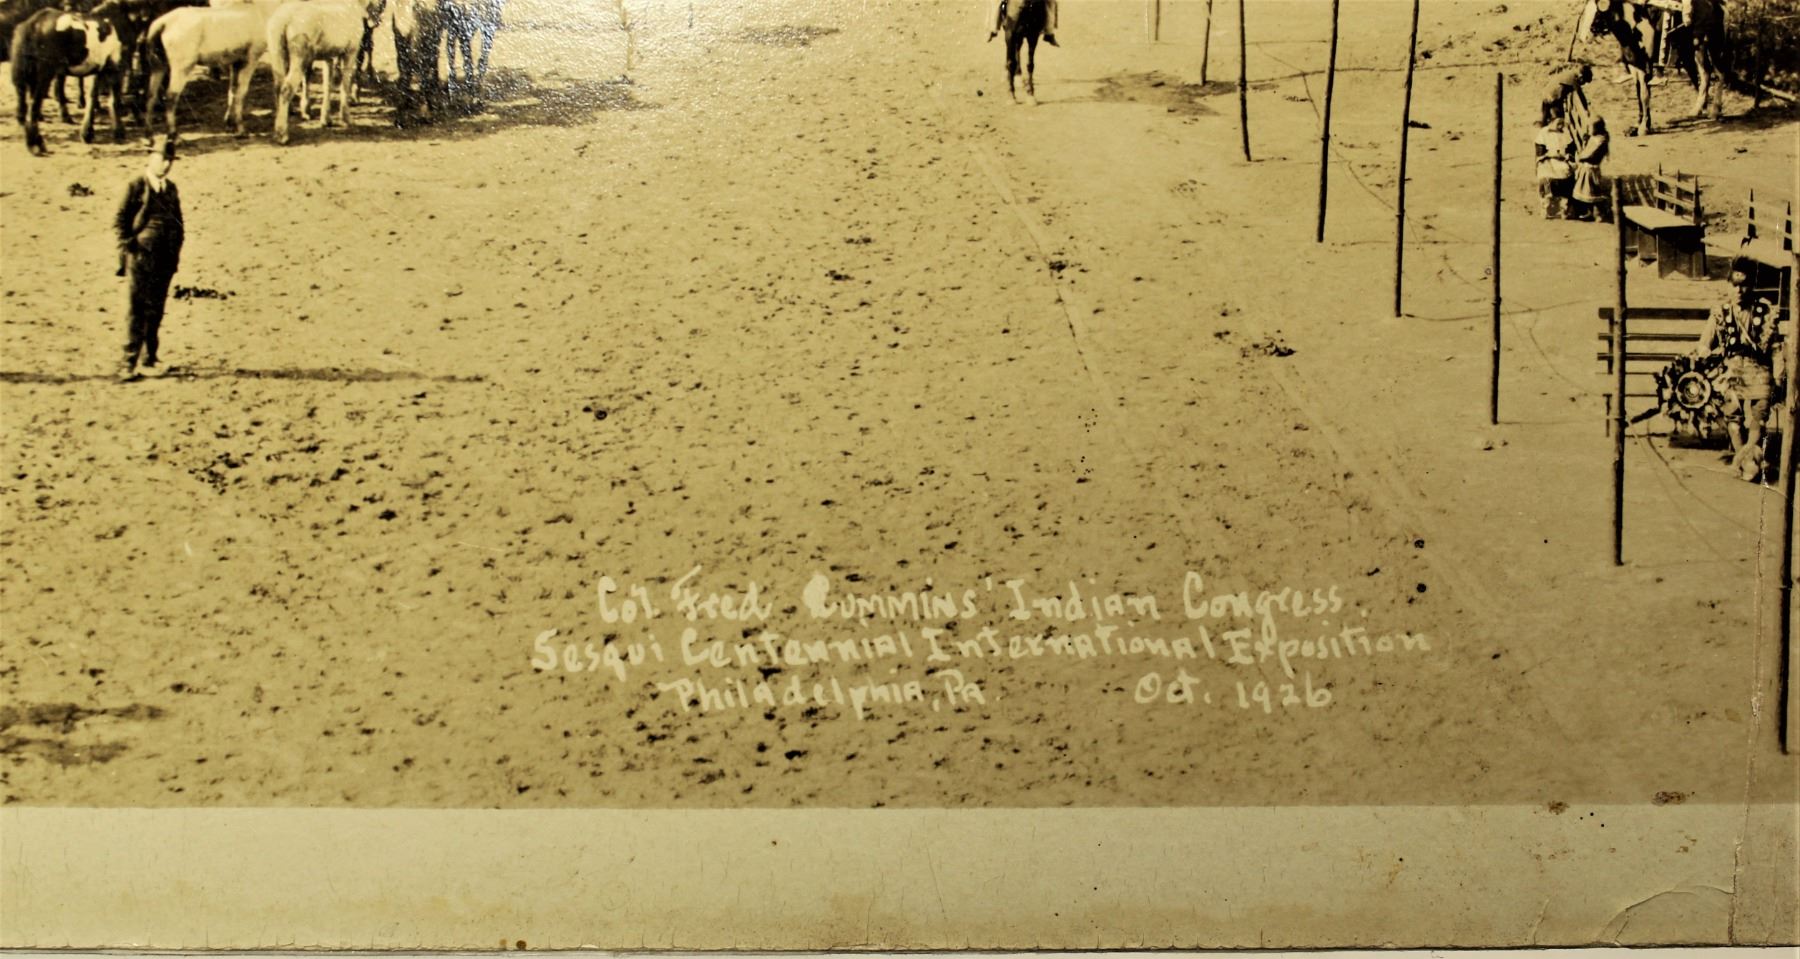 Col. Fred Cummins' Indian Congress,
Sesqui Centennial International Exposition
Philadelphia, Pa. Oct. 1926